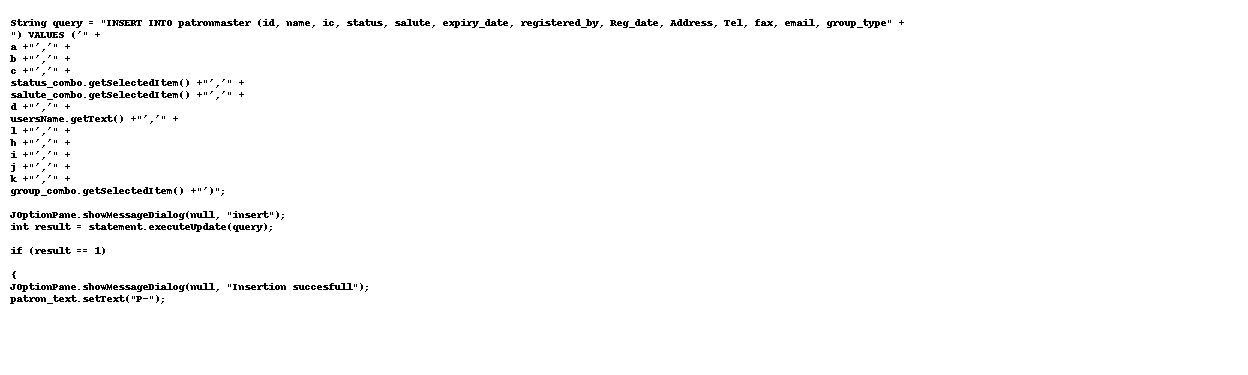 String query = "INSERT INTO patronmaster (id, name, ic, status, salute, expiry_date, registered_by, Reg_date, Address, Tel, fax, email, group_type" +
") VALUES ('" +
a +"','" +
b +"','" +
c +"','" +
status_combo.getSelectedItem() +"','" +
salute_combo.getSelectedItem() +"','" +
d +"','" +
usersName.getText() +"','" +
l +"','" +
h +"','" +
i +"','" +
j +"','" +
k +"','" +
group_combo.getSelectedItem() +"')";
JOptionPane.showMessageDialog(null, "insert");
int result = statement.executeUpdate(query);
if (result == 1)
{
JOptionPane.showMessageDialog(null, "Insertion succesfull");
patron_text.setText("P-");